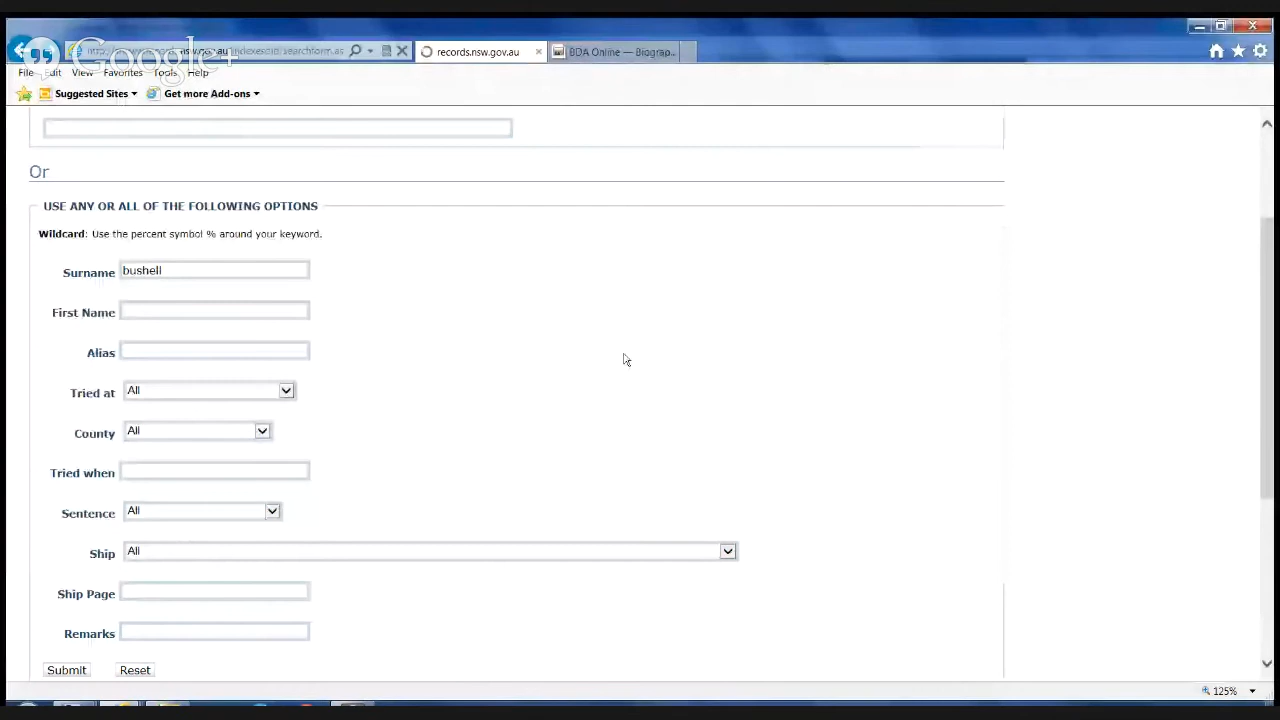 Google+
records.nsw.gov.au
BDA Online — Biograp...
File Edit View Favorites Tools Help
Suggested Sites
Get more Add-ons
Or
USE ANY OR ALL OF THE FOLLOWING OPTIONS
Wildcard: Use the percent symbol % around your keyword.
Surname bushell
First Name
Alias
Tried at All
County All
Tried when
Sentence All
Ship All
Ship Page
Remarks
Submit Reset
125%